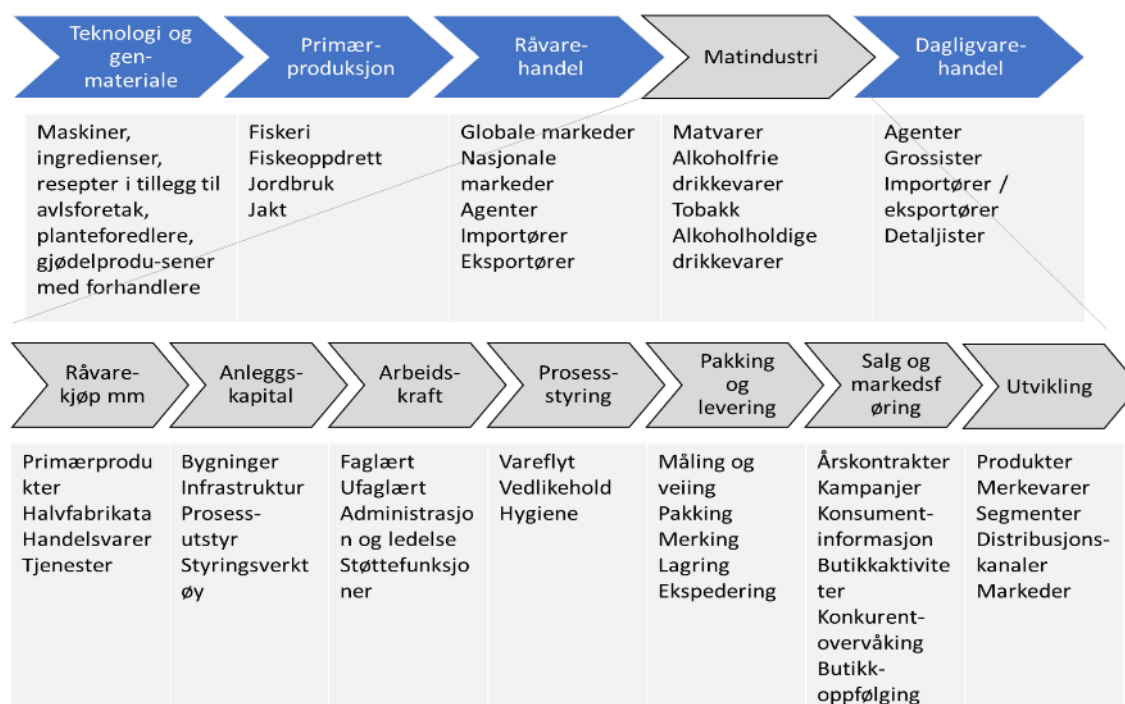 Teknologi og
gen-
materiale
Primær-
produksjon
Råvare-
handel
Matindustri
Dagligvare-
handel
Maskiner,
ingredienser,
resepter i tillegg til
avlsforetak,
planteforedlere,
gjødelprodu-sener
med forhandlere
Fiskeri
Fiskeoppdrett
Jordbruk
Jakt
Globale markeder
Nasjonale
markeder
Agenter
Importører
Eksportører
Matvarer
Alkoholfrie
drikkevarer
Tobakk
Alkoholholdige
drikkevarer
Agenter
Grossister
Importører /
eksportører
Detaljister
Råvare-
kjøp mm
Anleggs-
kapital
Arbeids-
kraft
Prosess-
styring
Pakking
og
levering
Salg og
markedsf
øring
Utvikling
Primærprodu
kter
Halvfabrikata
Handelsvarer
Tjenester
Bygninger
Infrastruktur
Prosess-
utstyr
Styringsverkt
øy
Faglært
Ufaglært
Administrasjo
n og ledelse
Støttefunksjo
ner
Vareflyt
Vedlikehold
Hygiene
Måling og
veiing
Pakking
Merking
Lagring
Ekspedering
Årskontrakter
Kampanjer
Konsument-
informasjon
Butikkaktivite
ter
Konkurent-
overvåking
Butikk-
oppfølging
Produkter
Merkevarer
Segmenter
Distribusjons-
kanaler
Markeder